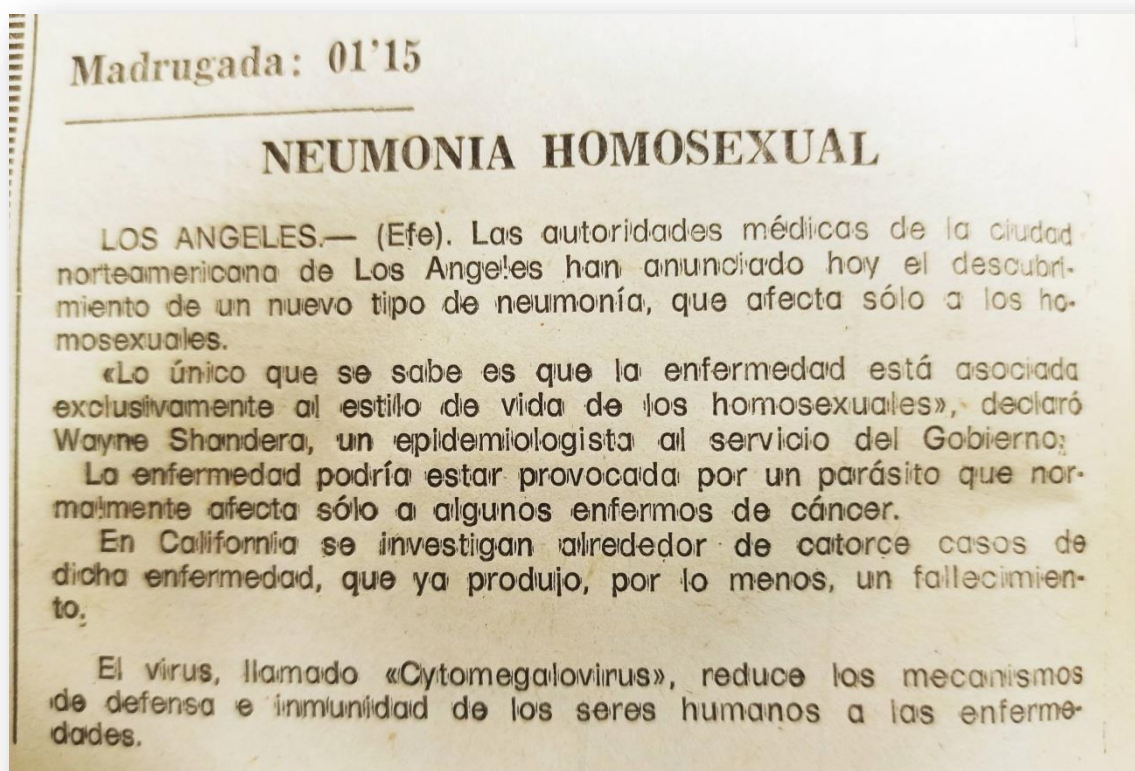 Madrugada: 01'15
NEUMONIA HOMOSEXUAL
LOS ANGELES.— (Efe). Las autoridades médicas de la ciudad
norteamericana de Los Angeles han anunciado hoy el descubri-
miento de un nuevo tipo de neumonía, que afecta sólo a los ho-
mosexuales.
«Lo único que se sabe es que la enfermedad está asociada
exclusivamente al estilo de vida de los homosexuales», declaró
Wayne Shandera, un epidemiologista al servicio del Gobierno.
La enfermedad podría estar provocada por un parásito que nor-
malmente afecta sólo a algunos enfermos de cáncer.
En California se investigan alrededor de catorce casos de
dicha enfermedad, que ya produjo, por lo menos, un fallecimien-
to.
El virus, llamado «Cytomegalovirus», reduce los mecanismos
de defensa e inmunidad de los seres humanos a las enferme-
dades.